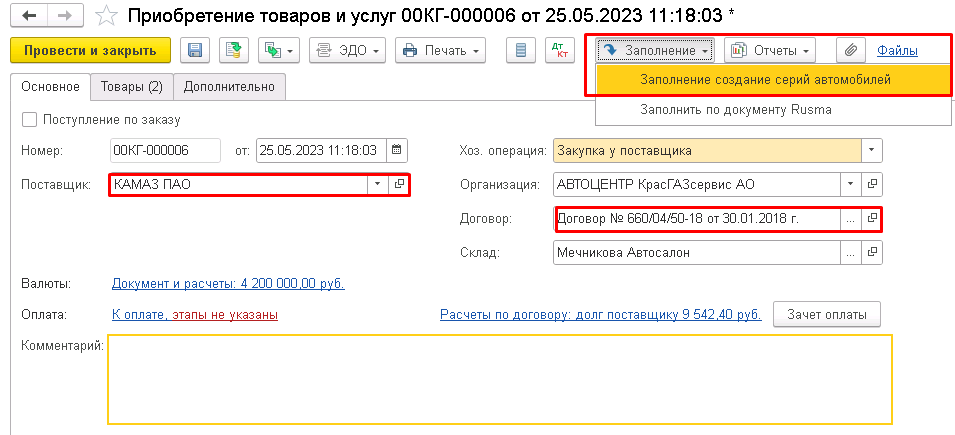 Приобретение товаров и услуг 00КГ-000006 от 25.05.2023 11:18:03 *
Провести и закрыть ЭДО Печать Дт Кт Заполнение Отчеты Файлы
Заполнение создание серий автомобилей
Заполнить по документу Rusma
Основное Товары (2) Дополнительно
Поступление по заказу
Номер: 00КГ-000006 от: 25.05.2023 11:18:03 Хоз. операция: Закупка у поставщика
Поставщик: КАМАЗ ПАО Организация: АВТОЦЕНТР КрасГАЗсервис АО
Договор: Договор № 660/04/50-18 от 30.01.2018 г. ...
Склад: Мечникова Автосалон ...
Валюты: Документ и расчеты: 4 200 000,00 руб.
Оплата: К оплате, этапы не указаны Расчеты по договору: долг поставщику 9 542,40 руб. Зачет оплаты
Комментарий: